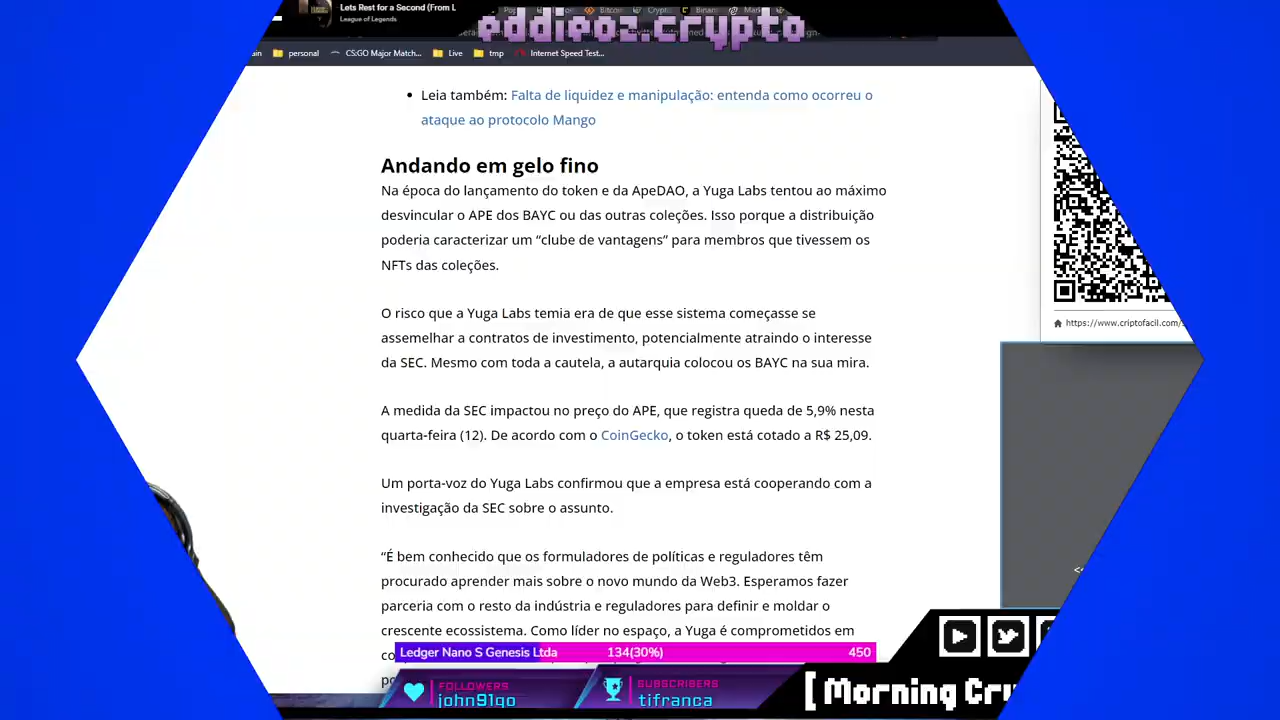 Lets Rest for a Second (From L
League of Legends
eddieoz.crypto
personal
CS:GO Major Match...
Live
tmp
Internet Speed Test...
Leia também: Falta de liquidez e manipulação: entenda como ocorreu o
ataque ao protocolo Mango
Andando em gelo fino
Na época do lançamento do token e da ApeDAO, a Yuga Labs tentou ao máximo
desvincular o APE dos BAYC ou das outras coleções. Isso porque a distribuição
poderia caracterizar um “clube de vantagens” para membros que tivessem os
NFTs das coleções.
O risco que a Yuga Labs temia era de que esse sistema começasse se
assemelhar a contratos de investimento, potencialmente atraindo o interesse
da SEC. Mesmo com toda a cautela, a autarquia colocou os BAYC na sua mira.
https://www.criptofacil.com/
A medida da SEC impactou no preço do APE, que registra queda de 5,9% nesta
quarta-feira (12). De acordo com o CoinGecko, o token está cotado a R$ 25,09.
Um porta-voz do Yuga Labs confirmou que a empresa está cooperando com a
investigação da SEC sobre o assunto.
“É bem conhecido que os formuladores de políticas e reguladores têm
procurado aprender mais sobre o novo mundo da Web3. Esperamos fazer
parceria com o resto da indústria e reguladores para definir e moldar o
crescente ecossistema. Como líder no espaço, a Yuga é comprometidos em
Ledger Nano S Genesis Ltda 134(30%) 450
FOLLOWERS
john91go
SUBSCRIBERS
tifranca
[ Morning Cry